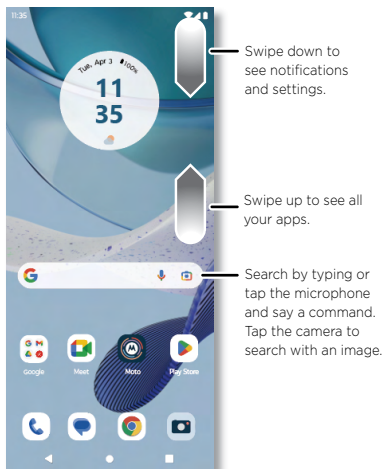 11:35
Tue, Apr 3 100%
11
35
Swipe down to
see notifications
and settings.
Swipe up to see all
your apps.
Search by typing or
tap the microphone
and say a command.
Tap the camera to
search with an image.
Google
Meet
Moto
Play Store